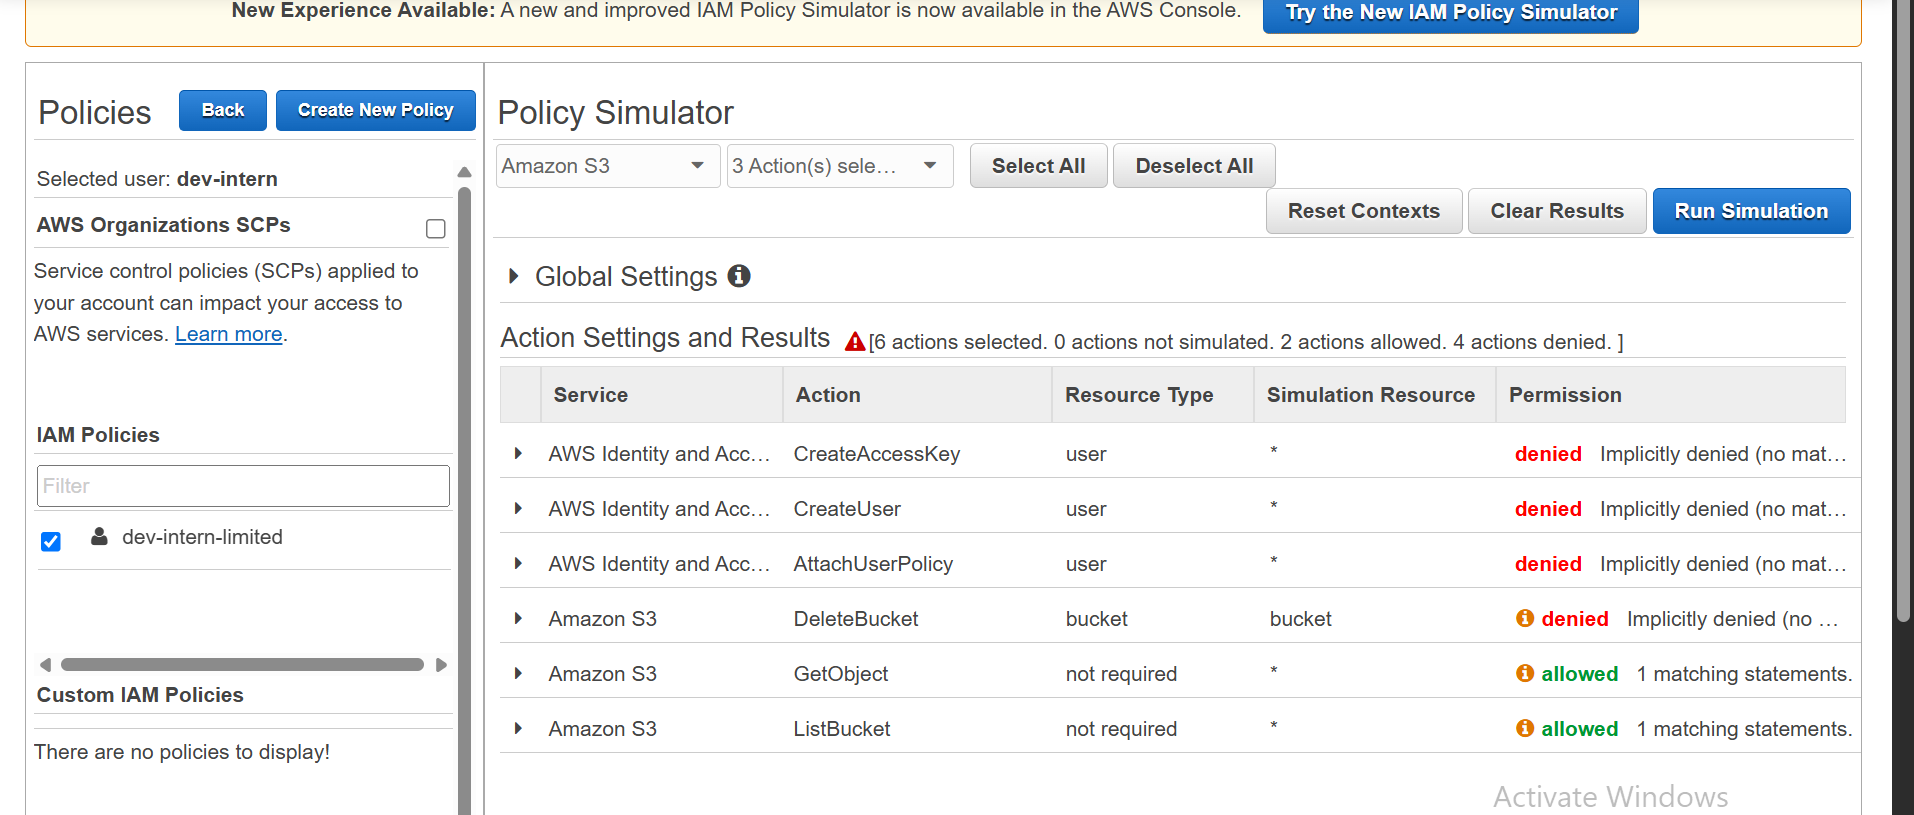 New Experience Available: A new and improved IAM Policy Simulator is now available in the AWS Console.
Try the New IAM Policy Simulator
Policies
Back
Create New Policy
Selected user: dev-intern
AWS Organizations SCPs
Service control policies (SCPs) applied to
your account can impact your access to
AWS services. Learn more.
IAM Policies
Filter
dev-intern-limited
Custom IAM Policies
There are no policies to display!
Policy Simulator
Amazon S3
3 Action(s) sele...
Select All
Deselect All
Reset Contexts
Clear Results
Run Simulation
Global Settings
Action Settings and Results [6 actions selected. 0 actions not simulated. 2 actions allowed. 4 actions denied. ]
Service Action Resource Type Simulation Resource Permission
AWS Identity and Acc... CreateAccessKey user * denied Implicitly denied (no mat...
AWS Identity and Acc... CreateUser user * denied Implicitly denied (no mat...
AWS Identity and Acc... AttachUserPolicy user * denied Implicitly denied (no mat...
Amazon S3 DeleteBucket bucket bucket denied Implicitly denied (no ...
Amazon S3 GetObject not required * allowed 1 matching statements.
Amazon S3 ListBucket not required * allowed 1 matching statements.
Activate Windows